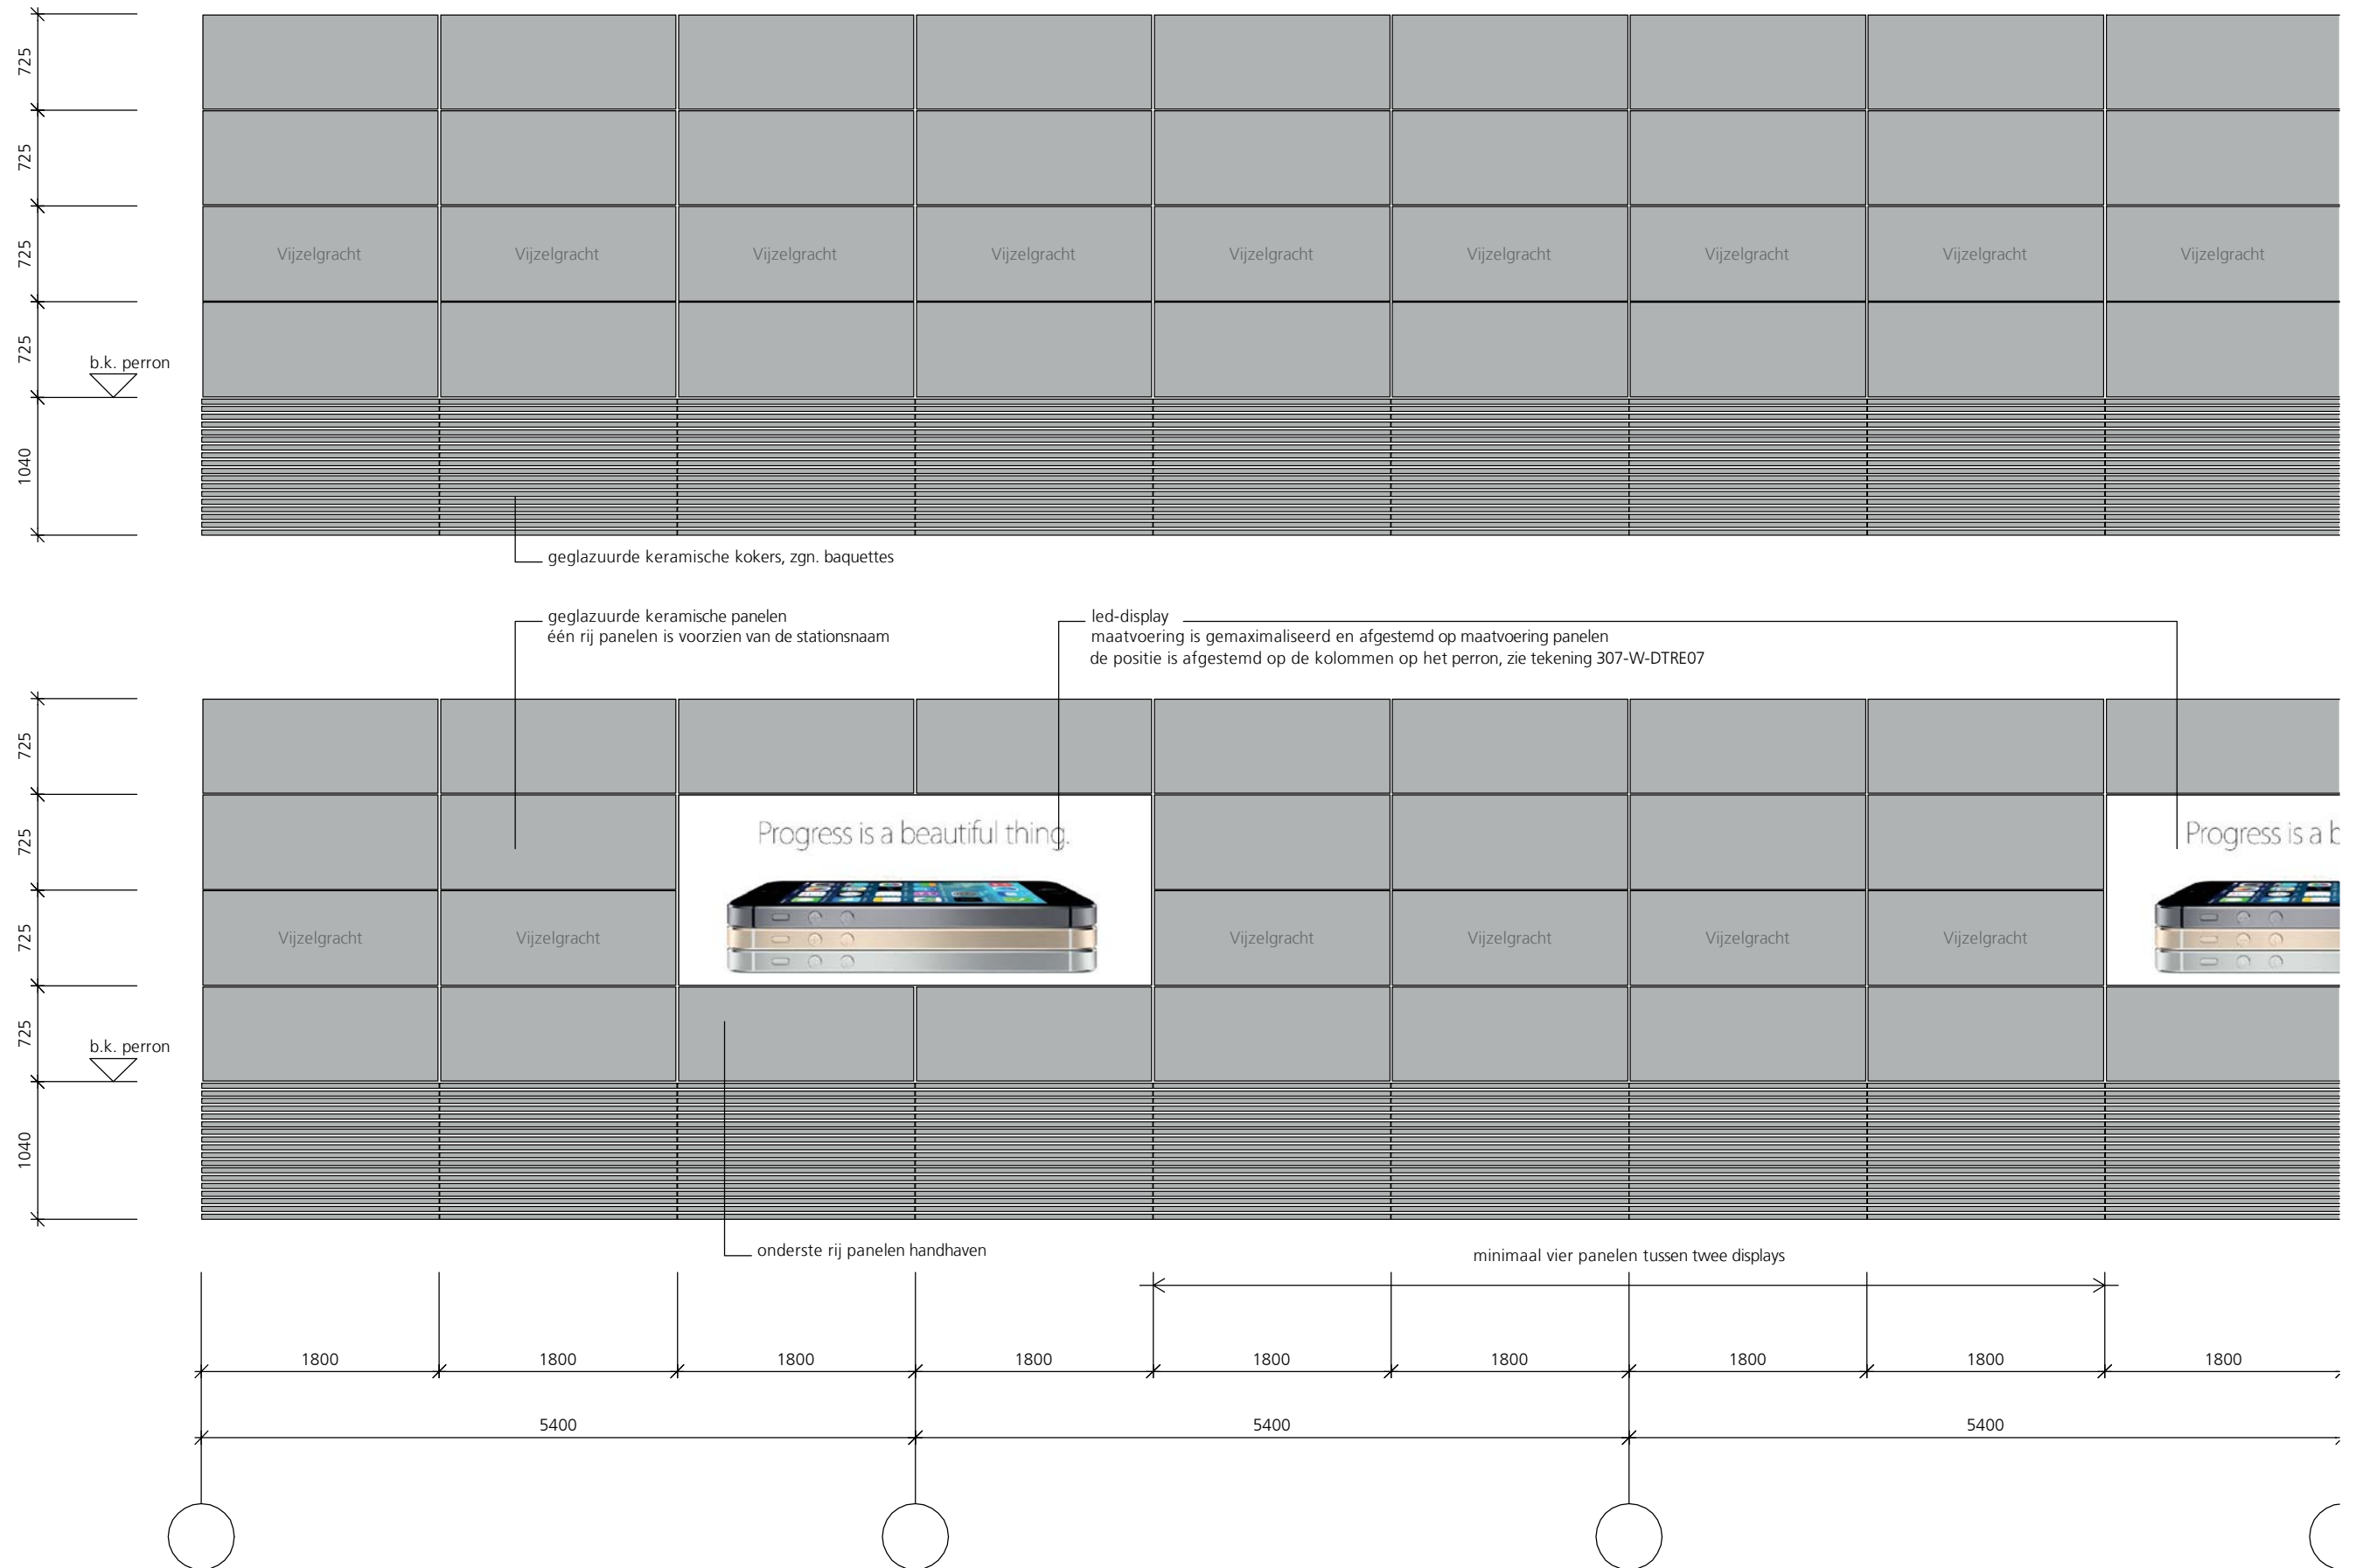 725
725
725
725
1040
b.k. perron
Vijzelgracht Vijzelgracht Vijzelgracht Vijzelgracht Vijzelgracht Vijzelgracht Vijzelgracht Vijzelgracht Vijzelgracht
geglazuurde keramische kokers, zgn. baquettes
geglazuurde keramische panelen
één rij panelen is voorzien van de stationsnaam
led-display
maatvoering is gemaximaliseerd en afgestemd op maatvoering panelen
de positie is afgestemd op de kolommen op het perron, zie tekening 307-W-DTRE07
725
725
725
725
1040
b.k. perron
Progress is a beautiful thing.
Progress is a b
Vijzelgracht Vijzelgracht Vijzelgracht Vijzelgracht Vijzelgracht Vijzelgracht
onderste rij panelen handhaven
minimaal vier panelen tussen twee displays
1800 1800 1800 1800 1800 1800 1800 1800 1800
5400 5400 5400